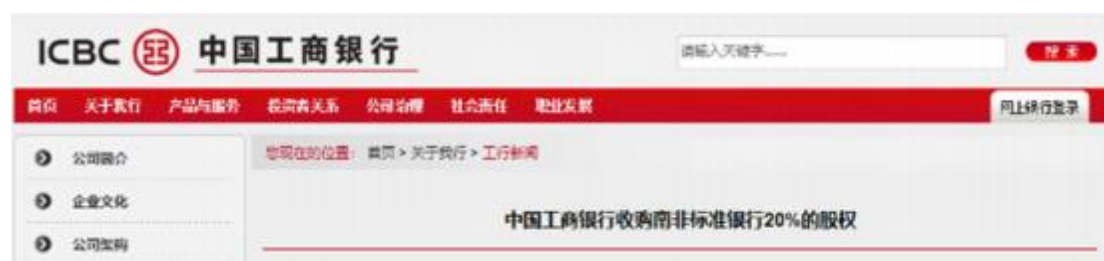 ICBC 中国工商银行
请输入关键字......
搜索
首页 关于我行 产品与服务 投资者关系 公司治理 社会责任 职业发展
网上银行登录
公司简介
您现在的位置: 首页 > 关于我行 > 工行新闻
企业文化
中国工商银行收购南非标准银行20%的股权
公司架构